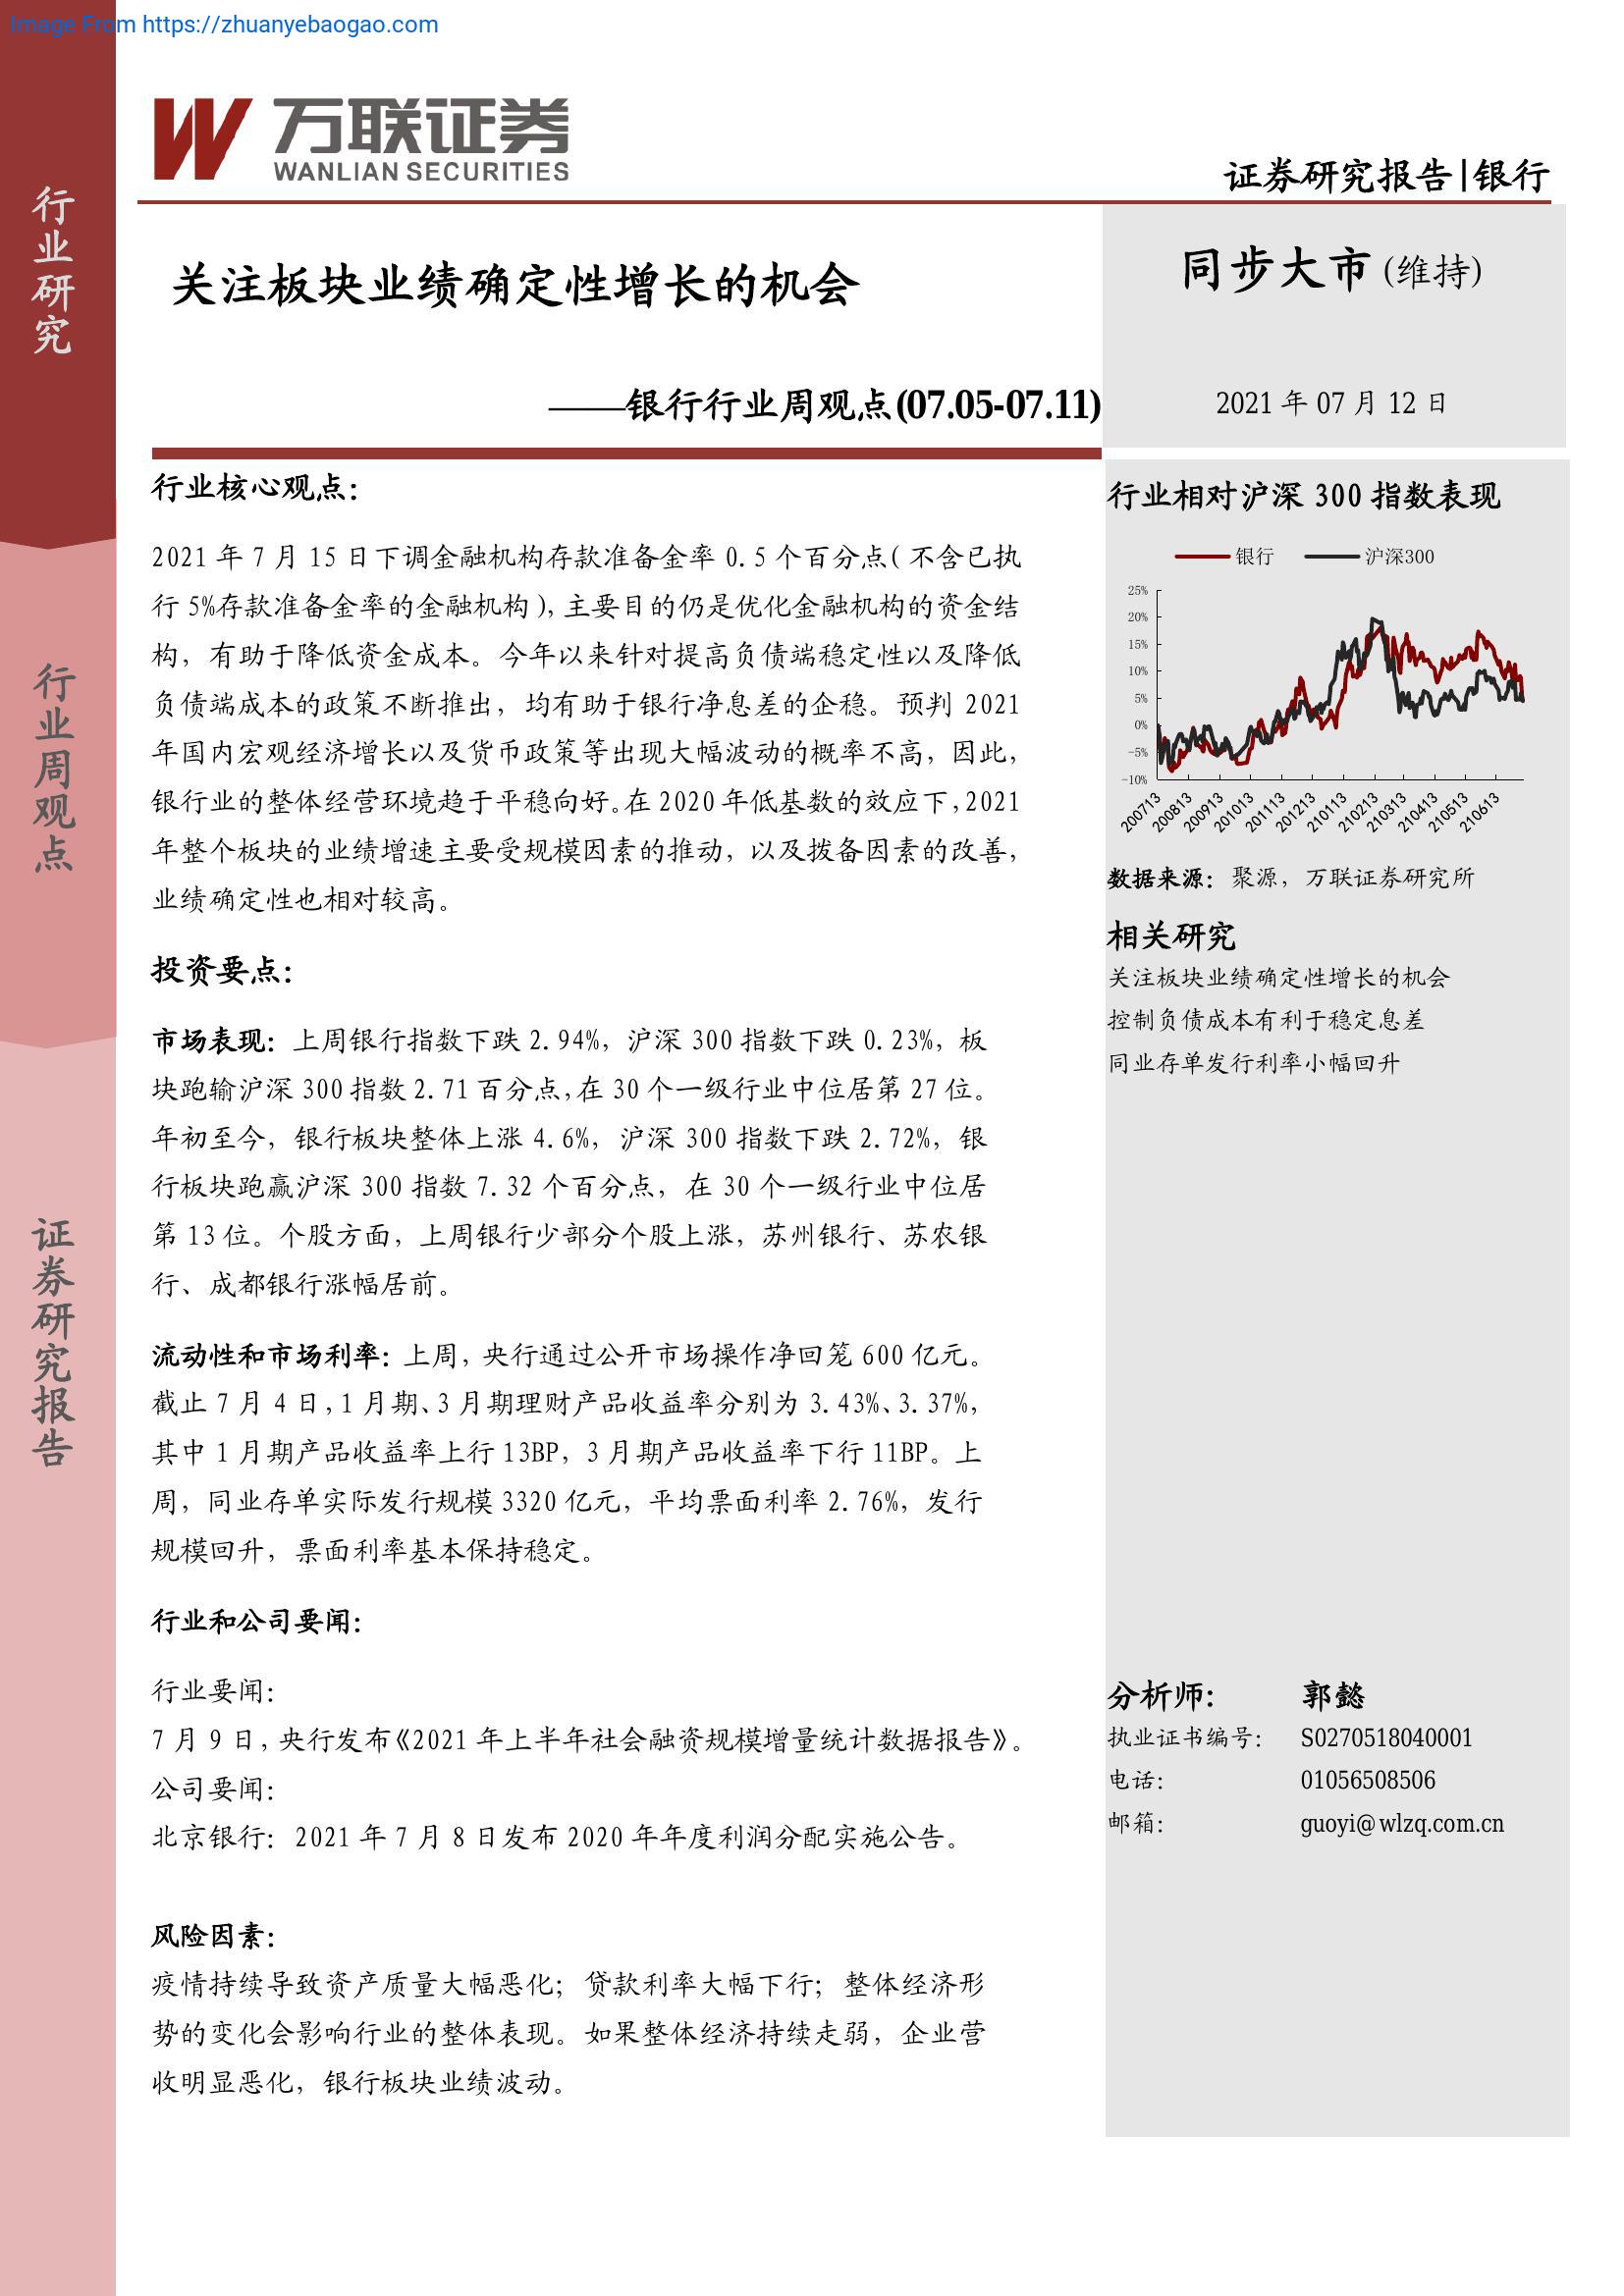 Image From https://zhuanyebaogao.com
万联证券
WANLIAN SECURITIES
证券研究报告|银行
行业研究
行业周观点
证券研究报告
关注板块业绩确定性增长的机会
——银行行业周观点(07.05-07.11)
同步大市(维持)
2021 年 07 月 12 日
行业核心观点：
2021 年 7 月 15 日下调金融机构存款准备金率 0.5 个百分点(不含已执
行 5%存款准备金率的金融机构)，主要目的仍是优化金融机构的资金结
构，有助于降低资金成本。今年以来针对提高负债端稳定性以及降低
负债端成本的政策不断推出，均有助于银行净息差的企稳。预判 2021
年国内宏观经济增长以及货币政策等出现大幅波动的概率不高，因此，
银行业的整体经营环境趋于平稳向好。在 2020 年低基数的效应下，2021
年整个板块的业绩增速主要受规模因素的推动，以及拨备因素的改善，
业绩确定性也相对较高。
投资要点：
市场表现：上周银行指数下跌 2.94%，沪深 300 指数下跌 0.23%，板
块跑输沪深 300 指数 2.71 百分点，在 30 个一级行业中位居第 27 位。
年初至今，银行板块整体上涨 4.6%，沪深 300 指数下跌 2.72%，银
行板块跑赢沪深 300 指数 7.32 个百分点，在 30 个一级行业中位居
第 13 位。个股方面，上周银行少部分个股上涨，苏州银行、苏农银
行、成都银行涨幅居前。
流动性和市场利率：上周，央行通过公开市场操作净回笼 600 亿元。
截止 7 月 4 日，1 月期、3 月期理财产品收益率分别为 3.43%、3.37%，
其中 1 月期产品收益率上行 13BP，3 月期产品收益率下行 11BP。上
周，同业存单实际发行规模 3320 亿元，平均票面利率 2.76%，发行
规模回升，票面利率基本保持稳定。
行业和公司要闻：
行业要闻：
7 月 9 日，央行发布《2021 年上半年社会融资规模增量统计数据报告》。
公司要闻：
北京银行：2021 年 7 月 8 日发布 2020 年年度利润分配实施公告。
风险因素：
疫情持续导致资产质量大幅恶化；贷款利率大幅下行；整体经济形
势的变化会影响行业的整体表现。如果整体经济持续走弱，企业营
收明显恶化，银行板块业绩波动。
行业相对沪深 300 指数表现
银行 沪深300
25%
20%
15%
10%
5%
0%
-5%
-10%
200713 200813 200913 201013 201113 201213 210113 210213 210313 210413 210513 210613
数据来源：聚源，万联证券研究所
相关研究
关注板块业绩确定性增长的机会
控制负债成本有利于稳定息差
同业存单发行利率小幅回升
分析师: 郭懿
执业证书编号: S0270518040001
电话: 01056508506
邮箱: guoyi@wlzq.com.cn